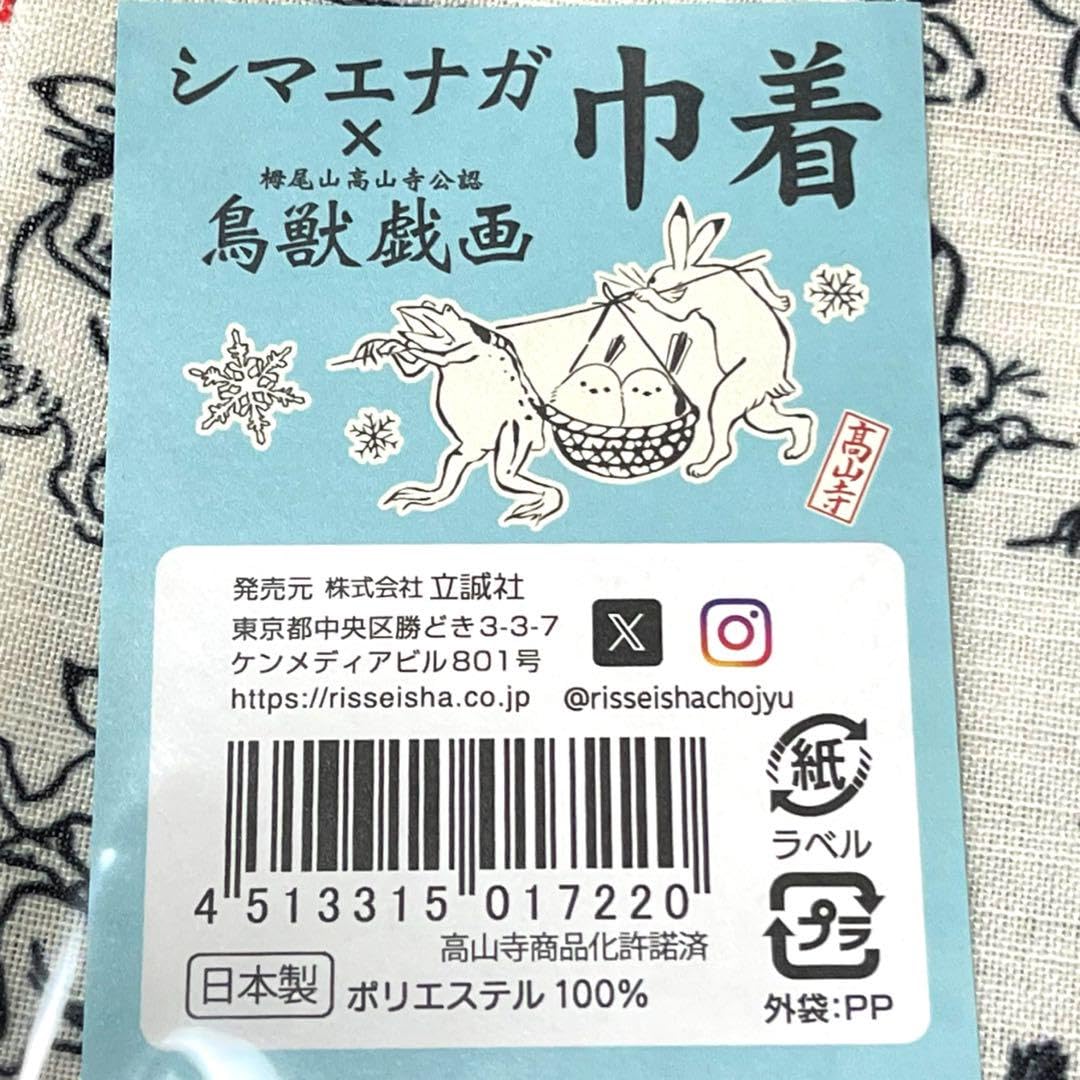 シマエナガ
×
栂尾山高山寺公認
鳥獣戯画
巾着
髙山寺
発売元 株式会社 立誠社
東京都中央区勝どき3-3-7
ケンメディアビル801号
https://risseisha.co.jp
@risseishachojyu
4 513315 017220
高山寺商品化許諾済
日本製
ポリエステル 100%
紙
ラベル
プラ
外袋:PP